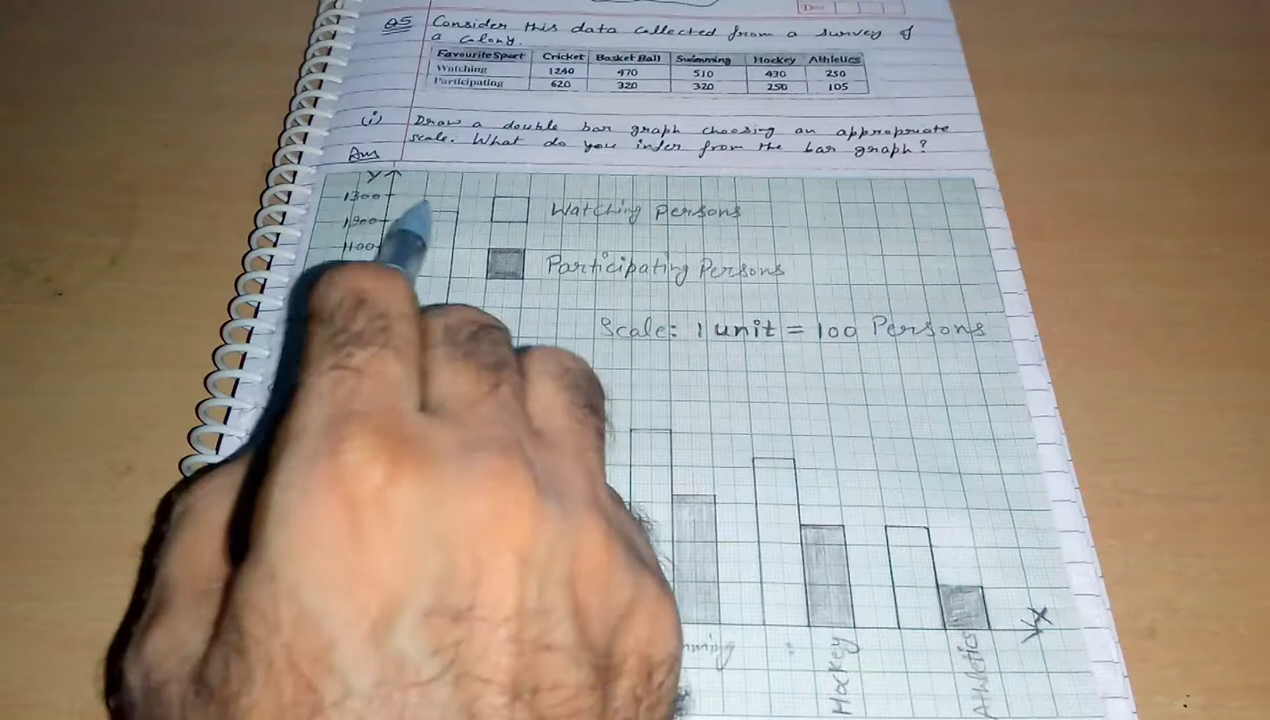 Date
Q5 Consider this data collected from a survey of
a colony.
Favourite Sport Cricket Basket Ball Swimming Hockey Athletics
Watching 1240 470 510 430 250
Participating 620 320 320 250 105
(i) Draw a double bar graph choosing an appropriate
scale. What do you infer from the bar graph?
Ans
Y
1300
1200
1100
Watching Persons
Participating Persons
Scale: 1 unit = 100 Persons
X
Hockey
Athletics